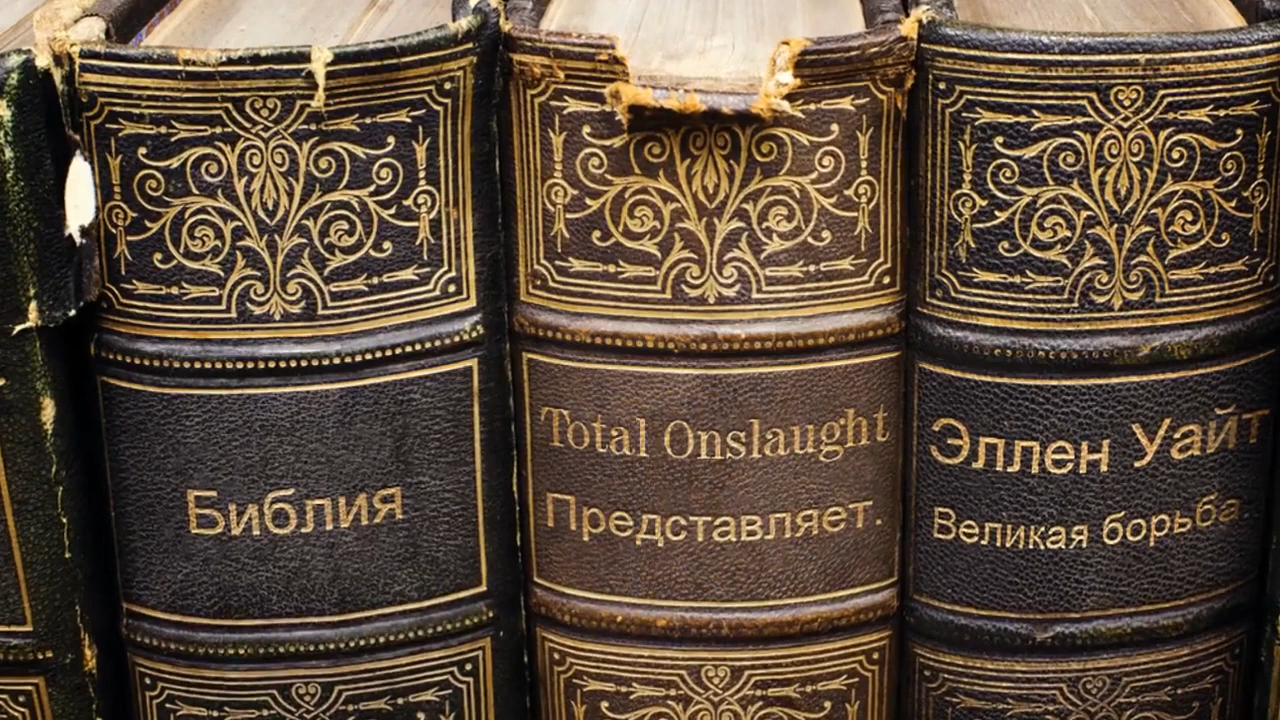 Библия
Total Onslaught
Представляет.
Эллен Уайт
Великая борьба.